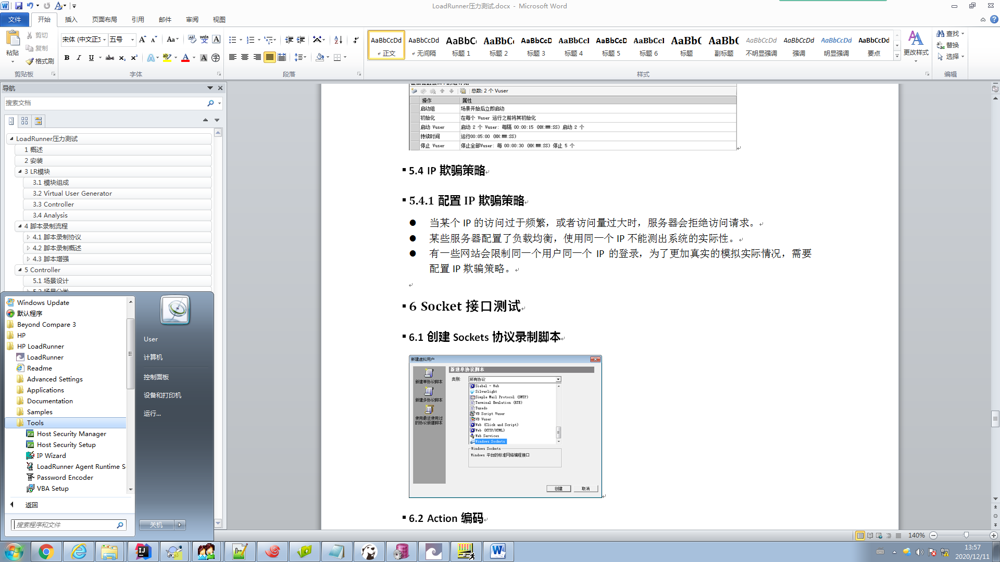 LoadRunner压力测试.docx - Microsoft Word
文件 开始 插入 页面布局 引用 邮件 审阅 视图
粘贴
剪切
复制
格式刷
剪贴板
宋体 (中文正文 五号
字体
段落
AaBbCcDd AaBbCcDd AaBbC AaBbC AaBbCcD AaBbCcI AaBbCcD AaBbCcI AaBbC AaBbC AaBbCcDd AaBbCcDd AaBbCcDd AaBbCcDd
正文 无间隔 标题 1 标题 2 标题 3 标题 4 标题 5 标题 6 标题 副标题 不明显强调 强调 明显强调 要点
样式
更改样式
查找
替换
选择
编辑
导航
搜索文档
LoadRunner压力测试
1 概述
2 安装
3 LR模块
3.1 模块组成
3.2 Virtual User Generator
3.3 Controller
3.4 Analysis
4 脚本录制流程
4.1 脚本录制协议
4.2 脚本录制概述
4.3 脚本增强
5 Controller
5.1 场景设计
5.2 场景分类
总数: 2 个 Vuser
操作 属性
启动组 场景开始后立即启动
初始化 在每个 Vuser 运行之前将其初始化
启动 Vuser 启动 2 个 Vuser: 每隔 00:00:15 (HH:MM:SS) 启动 2 个
持续时间 运行00:05:00 (HH:MM:SS)
停止 Vuser 停止全部Vuser: 每 00:00:30 (HH:MM:SS) 停止 5 个
5.4 IP 欺骗策略
5.4.1 配置 IP 欺骗策略
当某个 IP 的访问过于频繁，或者访问量过大时，服务器会拒绝访问请求。
某些服务器配置了负载均衡，使用同一个 IP 不能测出系统的实际性。
有一些网站会限制同一个用户同一个 IP 的登录，为了更加真实的模拟实际情况，需要
配置 IP 欺骗策略。
6 Socket 接口测试
6.1 创建 Sockets 协议录制脚本
新建虚拟用户
新建单协议脚本
新建多协议脚本
使用最近使用过
的协议新建脚本
新建单协议脚本
类别: 所有协议
Siebel - Web
Silverlight
Simple Mail Protocol (SMTP)
Terminal Emulation (RTE)
Tuxedo
VB Script Vuser
VB Vuser
Web (Click and Script)
Web (HTTP/HTML)
Web Services
Windows Sockets
Windows Sockets
Windows 平台的标准网络编程接口
创建 取消
6.2 Action 编码
Windows Update
默认程序
Beyond Compare 3
HP
HP LoadRunner
LoadRunner
Readme
Advanced Settings
Applications
Documentation
Samples
Tools
Host Security Manager
Host Security Setup
IP Wizard
LoadRunner Agent Runtime S
Password Encoder
VBA Setup
返回
搜索程序和文件
User
计算机
控制面板
设备和打印机
运行...
关机
140%
13:57
2020/12/11